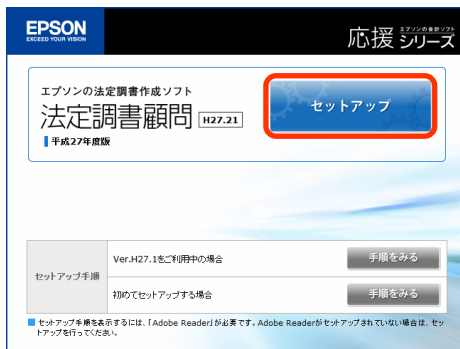 EPSON
EXCEED YOUR VISION
応援 エプソンの会計ソフト シリーズ
エプソンの法定調書作成ソフト
法定調書顧問 H27.21
平成27年度版
セットアップ
セットアップ手順
Ver.H27.1をご利用中の場合
手順をみる
初めてセットアップする場合
手順をみる
セットアップ手順を表示するには、「Adobe Reader」が必要です。Adobe Readerがセットアップされていない場合は、セッ
トアップを行ってください。